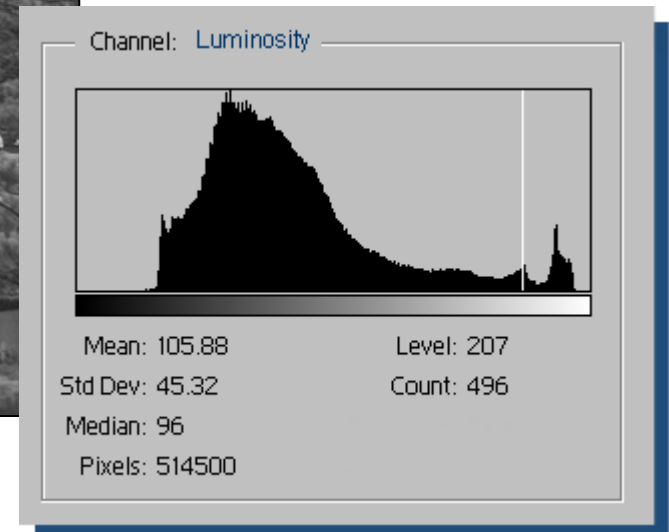 Channel: Luminosity
Mean: 105.88 Level: 207
Std Dev: 45.32 Count: 496
Median: 96
Pixels: 514500